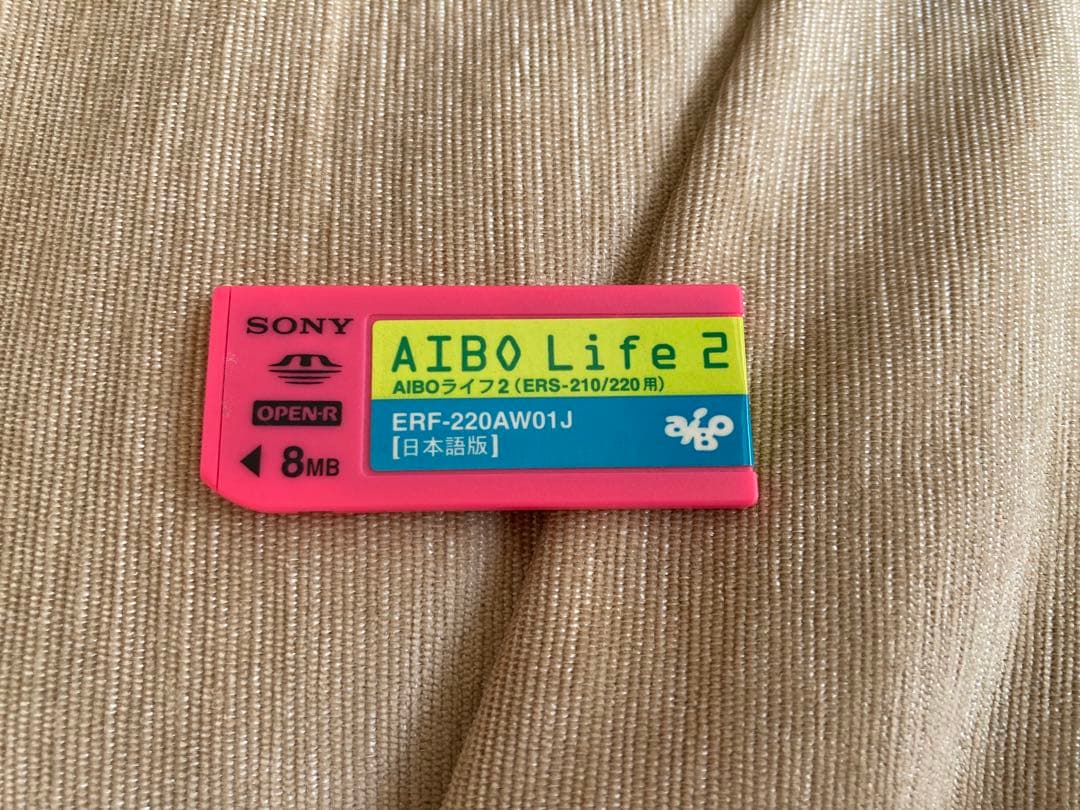 SONY
OPEN-R
8MB
AIBO Life 2
AIBOライフ2(ERS-210/220用)
ERF-220AW01J
[日本語版]
aiBo